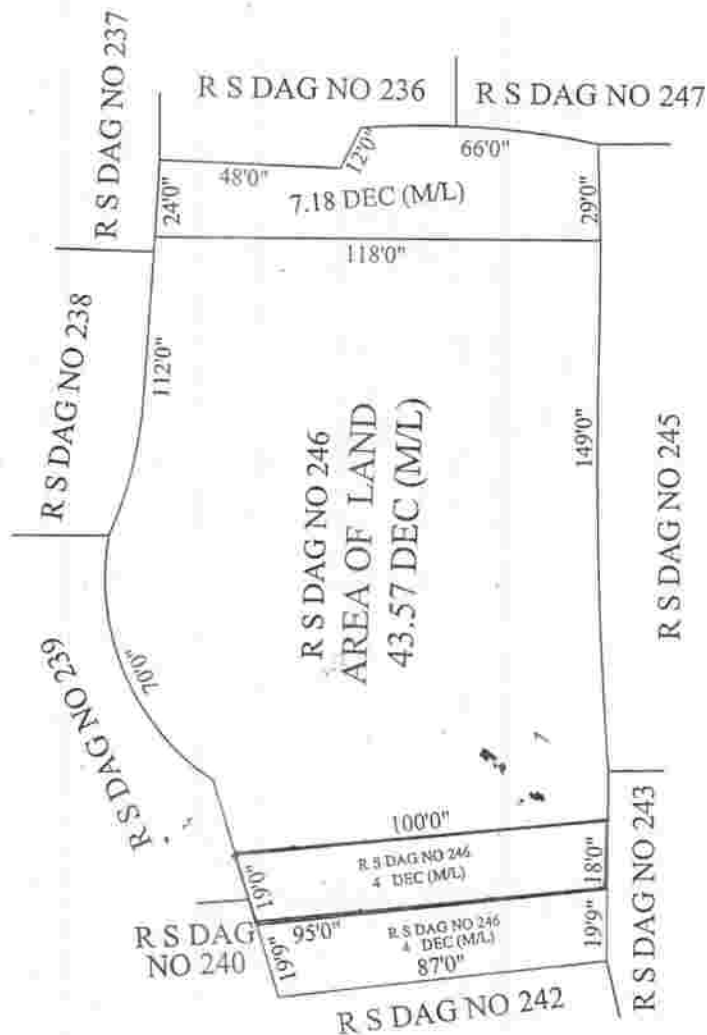 R S DAG NO 237
R S DAG NO 236
R S DAG NO 247
48'0"
12'0"
66'0"
24'0"
7.18 DEC (M/L)
29'0"
118'0"
R S DAG NO 238
112'0"
R S DAG NO 246
AREA OF LAND
43.57 DEC (M/L)
149'0"
R S DAG NO 245
R S DAG NO 239
70'0"
100'0"
19'0"
R S DAG NO 246
4 DEC (M/L)
18'0"
R S DAG NO 243
R S DAG
NO 240
19'9"
95'0"
R S DAG NO 246
4 DEC (M/L)
87'0"
19'9"
R S DAG NO 242